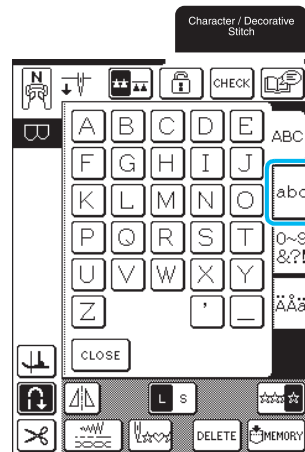 Character / Decorative
Stitch
N
CHECK
B
A B C D E
ABC
F G H I J
K L M N O
abc
P Q R S T
0~9
&?!
U V W X Y
Z ' _
ÄÅä
CLOSE
L S
DELETE MEMORY